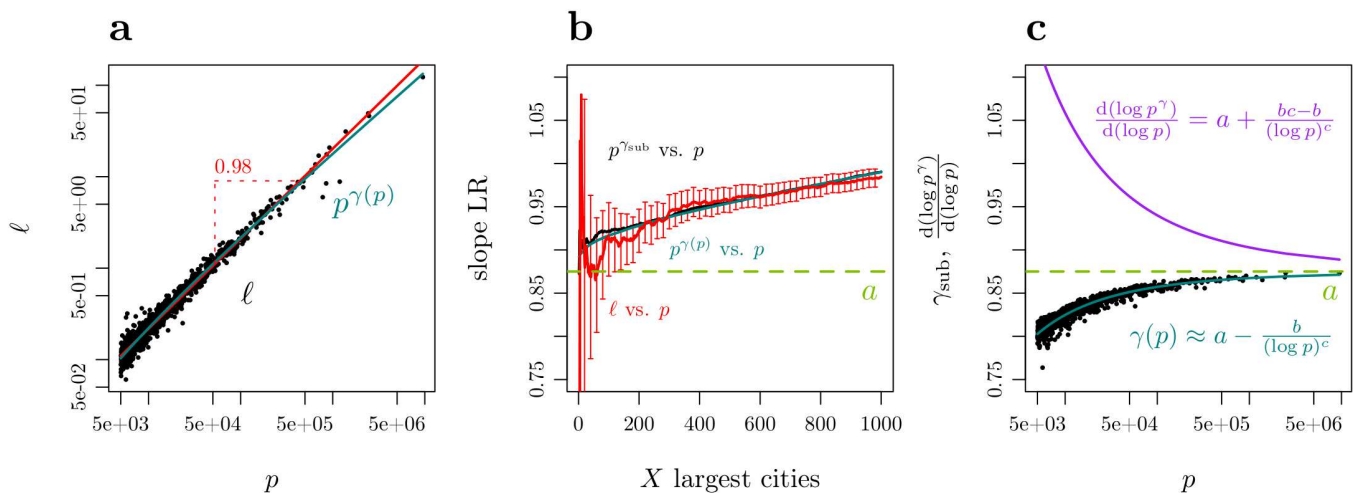 a
5e+01
5e+00
5e-01
5e-02
ℓ
0.98
p^γ(p)
ℓ
5e+03 5e+04 5e+05 5e+06
p
b
1.05
0.95
0.85
0.75
slope LR
p^γsub vs. p
p^γ(p) vs. p
a
ℓ vs. p
0 200 400 600 800 1000
X largest cities
c
1.05
0.95
0.85
0.75
γsub, d(log p^γ)/d(log p)
d(log p^γ)/d(log p) = a + (bc−b)/(log p)^c
a
γ(p) ≈ a − b/(log p)^c
5e+03 5e+04 5e+05 5e+06
p